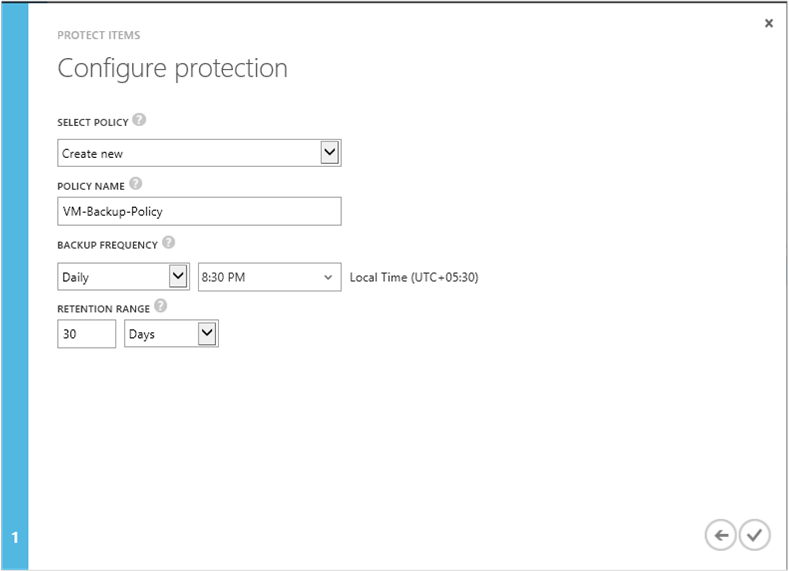 PROTECT ITEMS
Configure protection
SELECT POLICY ?
Create new
POLICY NAME ?
VM-Backup-Policy
BACKUP FREQUENCY ?
Daily 8:30 PM Local Time (UTC+05:30)
RETENTION RANGE ?
30 Days
1